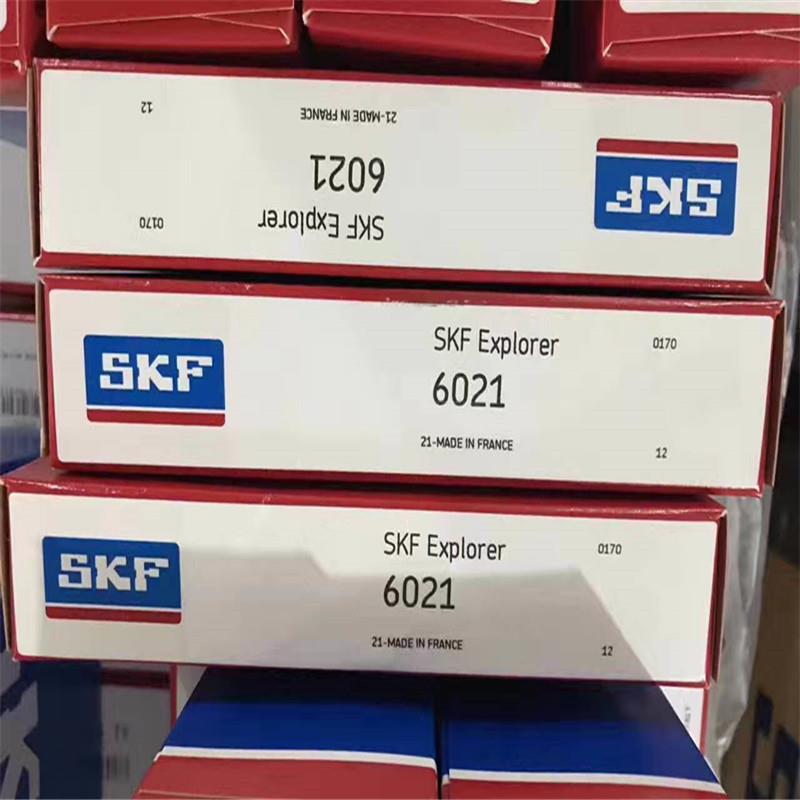 12
21-MADE IN FRANCE
6021
SKF
0170
SKF Explorer
SKF
SKF Explorer
0170
6021
21-MADE IN FRANCE
12
SKF
SKF Explorer
0170
6021
21-MADE IN FRANCE
12